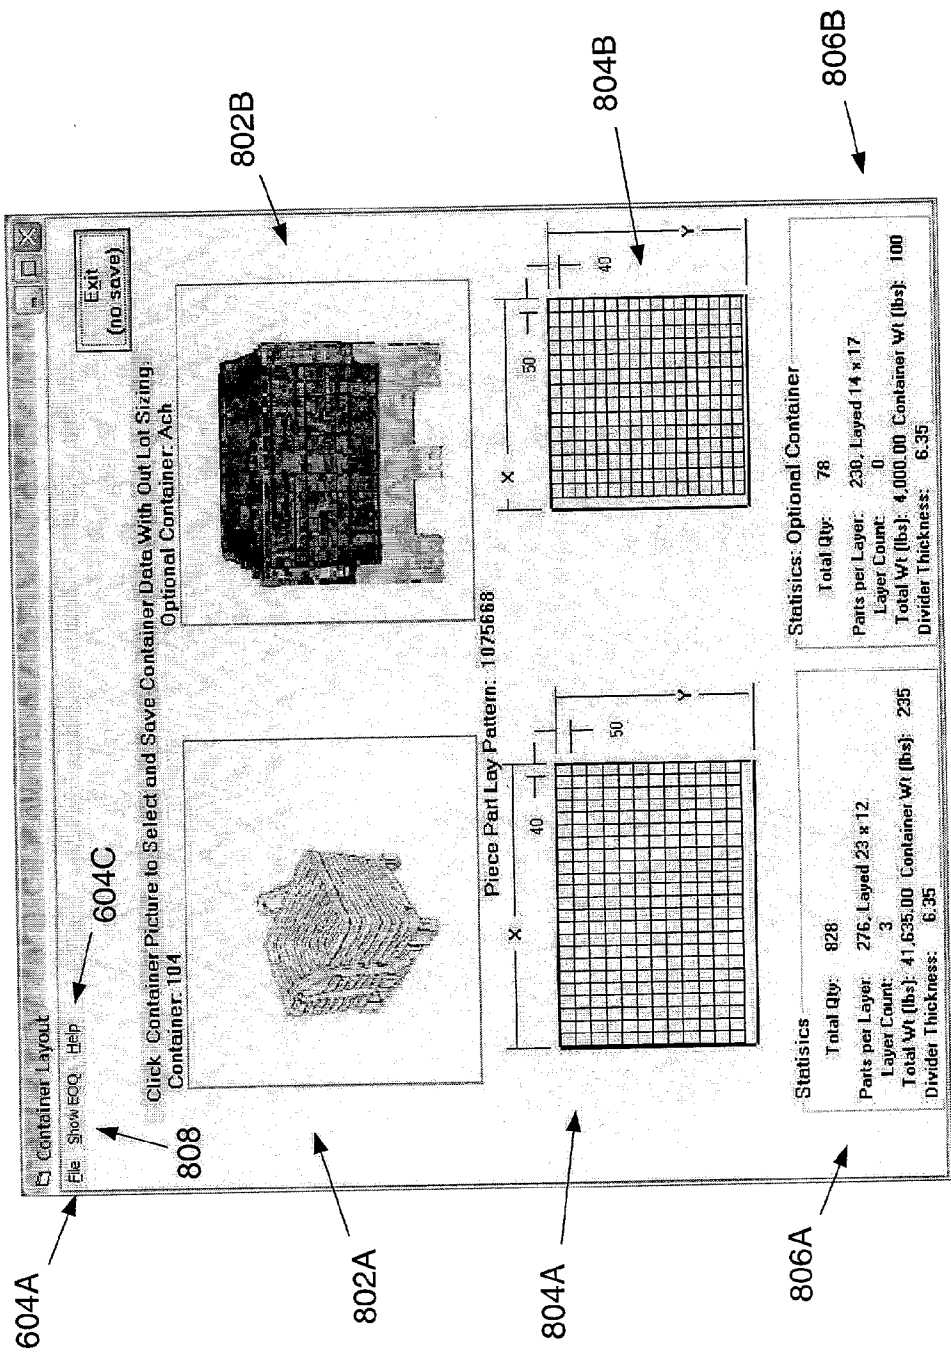 604A
808
604C
Container Layout
File Show EOQ Help
Exit
(no save)
Click Container Picture to Select and Save Container Data With Out Lot Sizing.
Container: 104
Optional Container: Ach
802A
802B
Piece Part Lay Pattern: 1075668
X
40
50
Y
X
50
40
Y
804A
804B
Statisics
Total Qty: 828
Parts per Layer: 276, Layed 23 x 12
Layer Count: 3
Total Wt (lbs): 41,635.00 Container Wt (lbs): 235
Divider Thickness: 6.35
Statisics: Optional Container
Total Qty: 78
Parts per Layer: 230, Layed 14 x 17
Layer Count: 0
Total Wt (lbs): 4,000.00 Container Wt (lbs): 100
Divider Thickness: 6.35
806A
806B